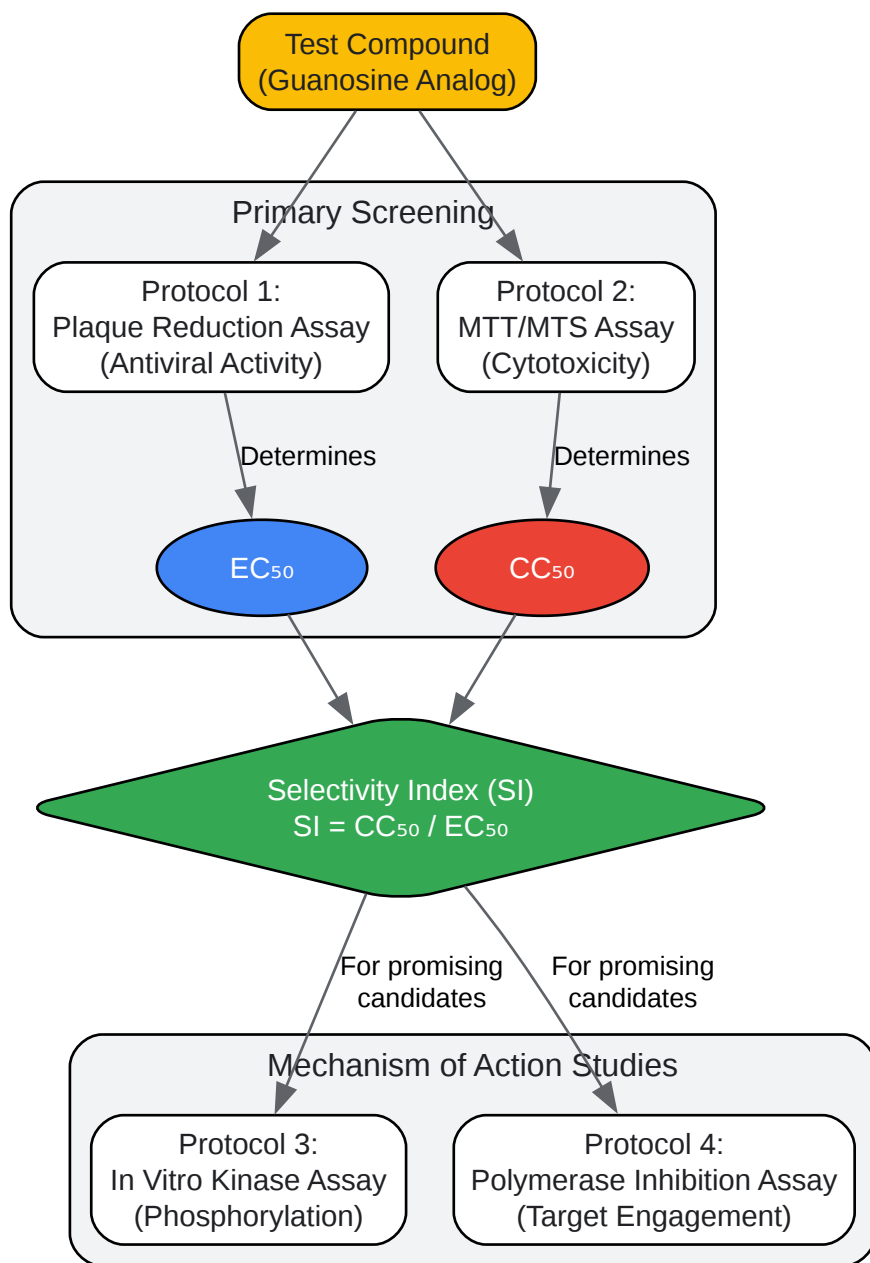 Test Compound
(Guanosine Analog)
Primary Screening
Protocol 1:
Plaque Reduction Assay
(Antiviral Activity)
Protocol 2:
MTT/MTS Assay
(Cytotoxicity)
Determines
Determines
EC₅₀
CC₅₀
Selectivity Index (SI)
SI = CC₅₀ / EC₅₀
For promising
candidates
For promising
candidates
Mechanism of Action Studies
Protocol 3:
In Vitro Kinase Assay
(Phosphorylation)
Protocol 4:
Polymerase Inhibition Assay
(Target Engagement)